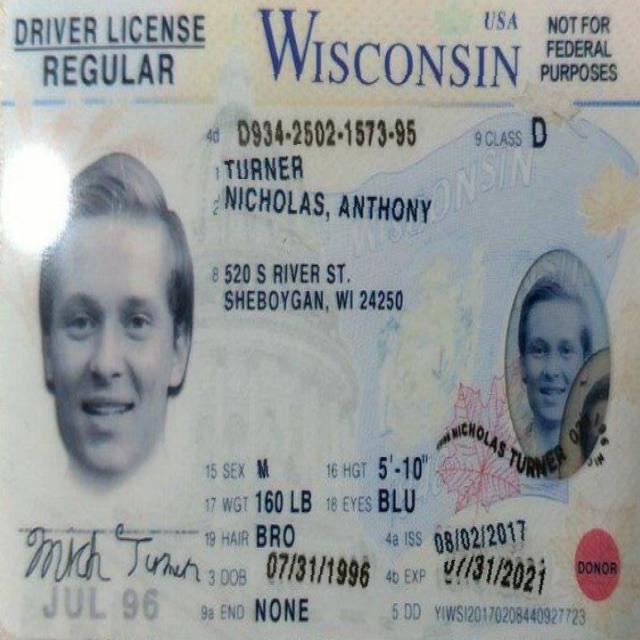 DRIVER LICENSE
REGULAR
WISCONSIN
USA
NOT FOR
FEDERAL
PURPOSES
4d D934-2502-1573-95
9 CLASS D
1 TURNER
2 NICHOLAS, ANTHONY
8 520 S RIVER ST.
SHEBOYGAN, WI 24250
WISCONSIN
NICHOLAS TURNER
15 SEX M 16 HGT 5'-10"
17 WGT 160 LB 18 EYES BLU
19 HAIR BRO 4a ISS 08/02/2017
3 DOB 07/31/1996 4b EXP 07/31/2021
DONOR
Turner
JUL 96
9a END NONE 5 DD YIWSI20170208440927723